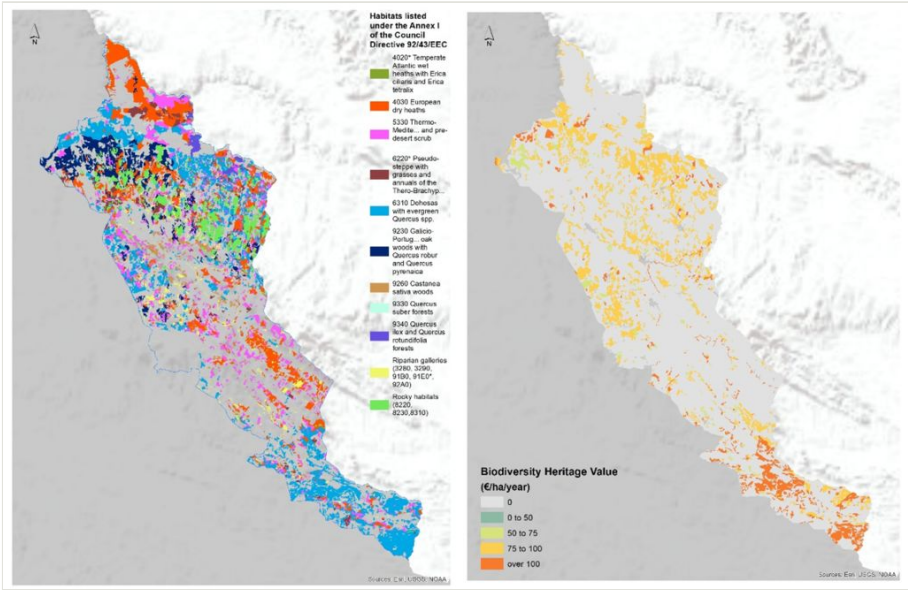 N
Habitats listed
under the Annex I
of the Council
Directive 92/43/EEC
4020* Temperate
Atlantic wet
heaths with Erica
ciliaris and Erica
tetralix
4030 European
dry heaths
5330 Thermo-
Medite... and pre-
desert scrub
6220* Pseudo-
steppe with
grasses and
annuals of the
Thero-Brachyp...
6310 Dehesas
with evergreen
Quercus spp.
9230 Galicio-
Portug... oak
woods with
Quercus robur
and Quercus
pyrenaica
9260 Castanea
sativa woods
9330 Quercus
suber forests
9340 Quercus
ilex and Quercus
rotundifolia
forests
Riparian galleries
(3280, 3290,
91B0, 91E0*,
92A0)
Rocky habitats
(8220,
8230,8310)
Sources: Esri, USGS, NOAA
N
Biodiversity Heritage Value
(€/ha/year)
0
0 to 50
50 to 75
75 to 100
over 100
Sources: Esri, USGS, NOAA